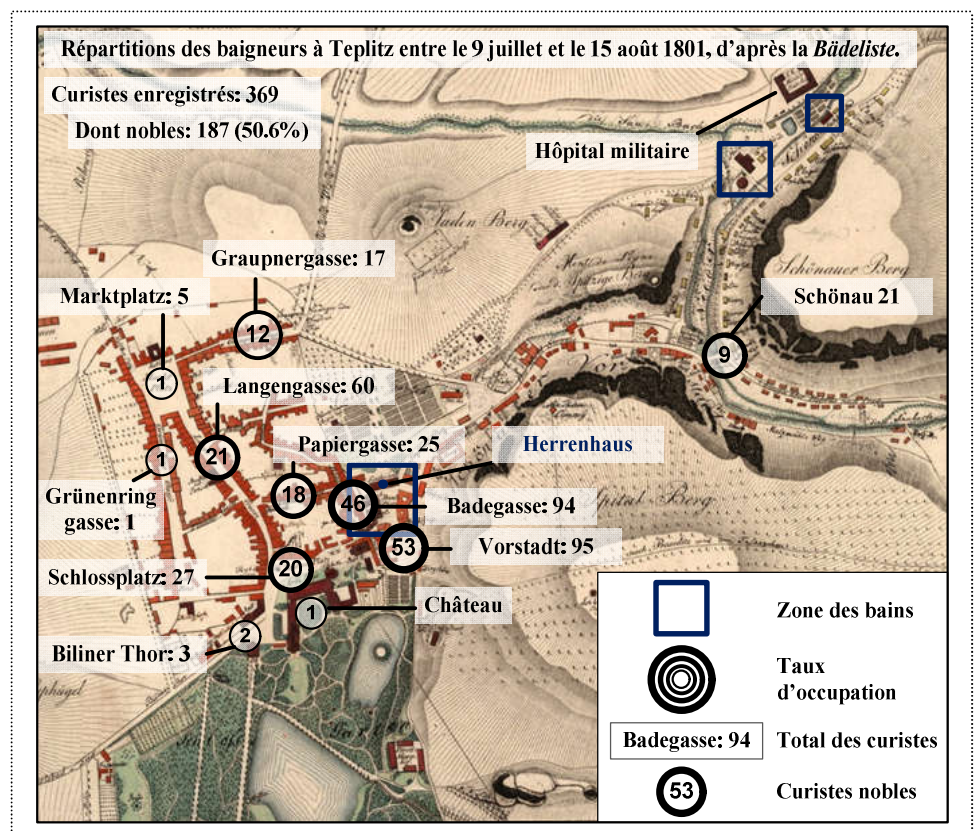 Répartitions des baigneurs à Teplitz entre le 9 juillet et le 15 août 1801, d'après la Bädeliste.
Curistes enregistrés: 369
Dont nobles: 187 (50.6%)
Hôpital militaire
Laden Berg
Graupnergasse: 17
Marktplatz: 5
12
1
Schönauer Berg
Schönau 21
9
Langengasse: 60
21
Papiergasse: 25
18
Herrenhaus
1
Grünenring
gasse: 1
46
Badegasse: 94
Spital Berg
53
Vorstadt: 95
Schlossplatz: 27
20
1
Château
2
Biliner Thor: 3
Zone des bains
Taux
d'occupation
Badegasse: 94
Total des curistes
53
Curistes nobles